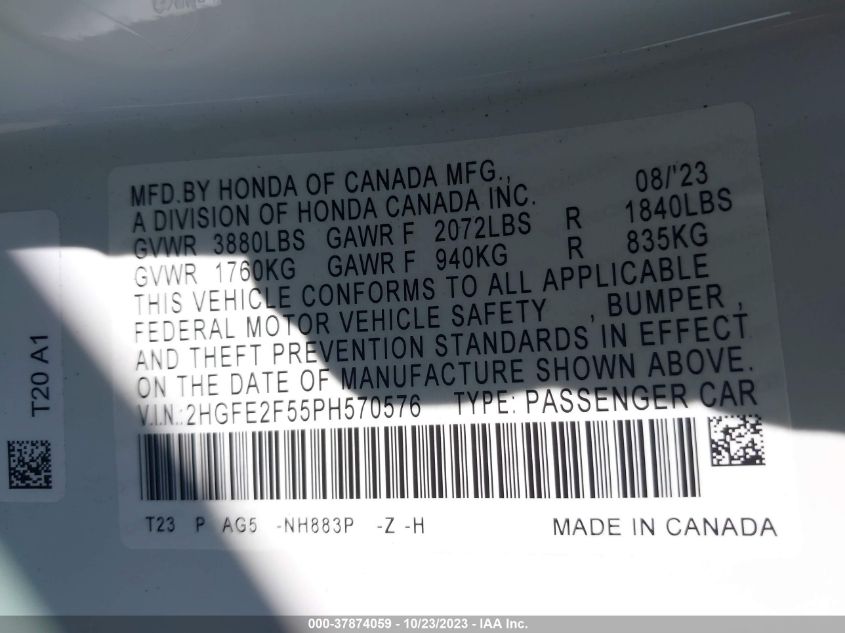 MFD.BY HONDA OF CANADA MFG., 08/'23
A DIVISION OF HONDA CANADA INC.
GVWR 3880LBS GAWR F 2072LBS R 1840LBS
GVWR 1760KG GAWR F 940KG R 835KG
THIS VEHICLE CONFORMS TO ALL APPLICABLE
FEDERAL MOTOR VEHICLE SAFETY , BUMPER ,
AND THEFT PREVENTION STANDARDS IN EFFECT
ON THE DATE OF MANUFACTURE SHOWN ABOVE.
V.I.N.:2HGFE2F55PH570576 TYPE: PASSENGER CAR
T23 P AG5 -NH883P -Z -H MADE IN CANADA
T20 A1
000-37874059 - 10/23/2023 - IAA Inc.